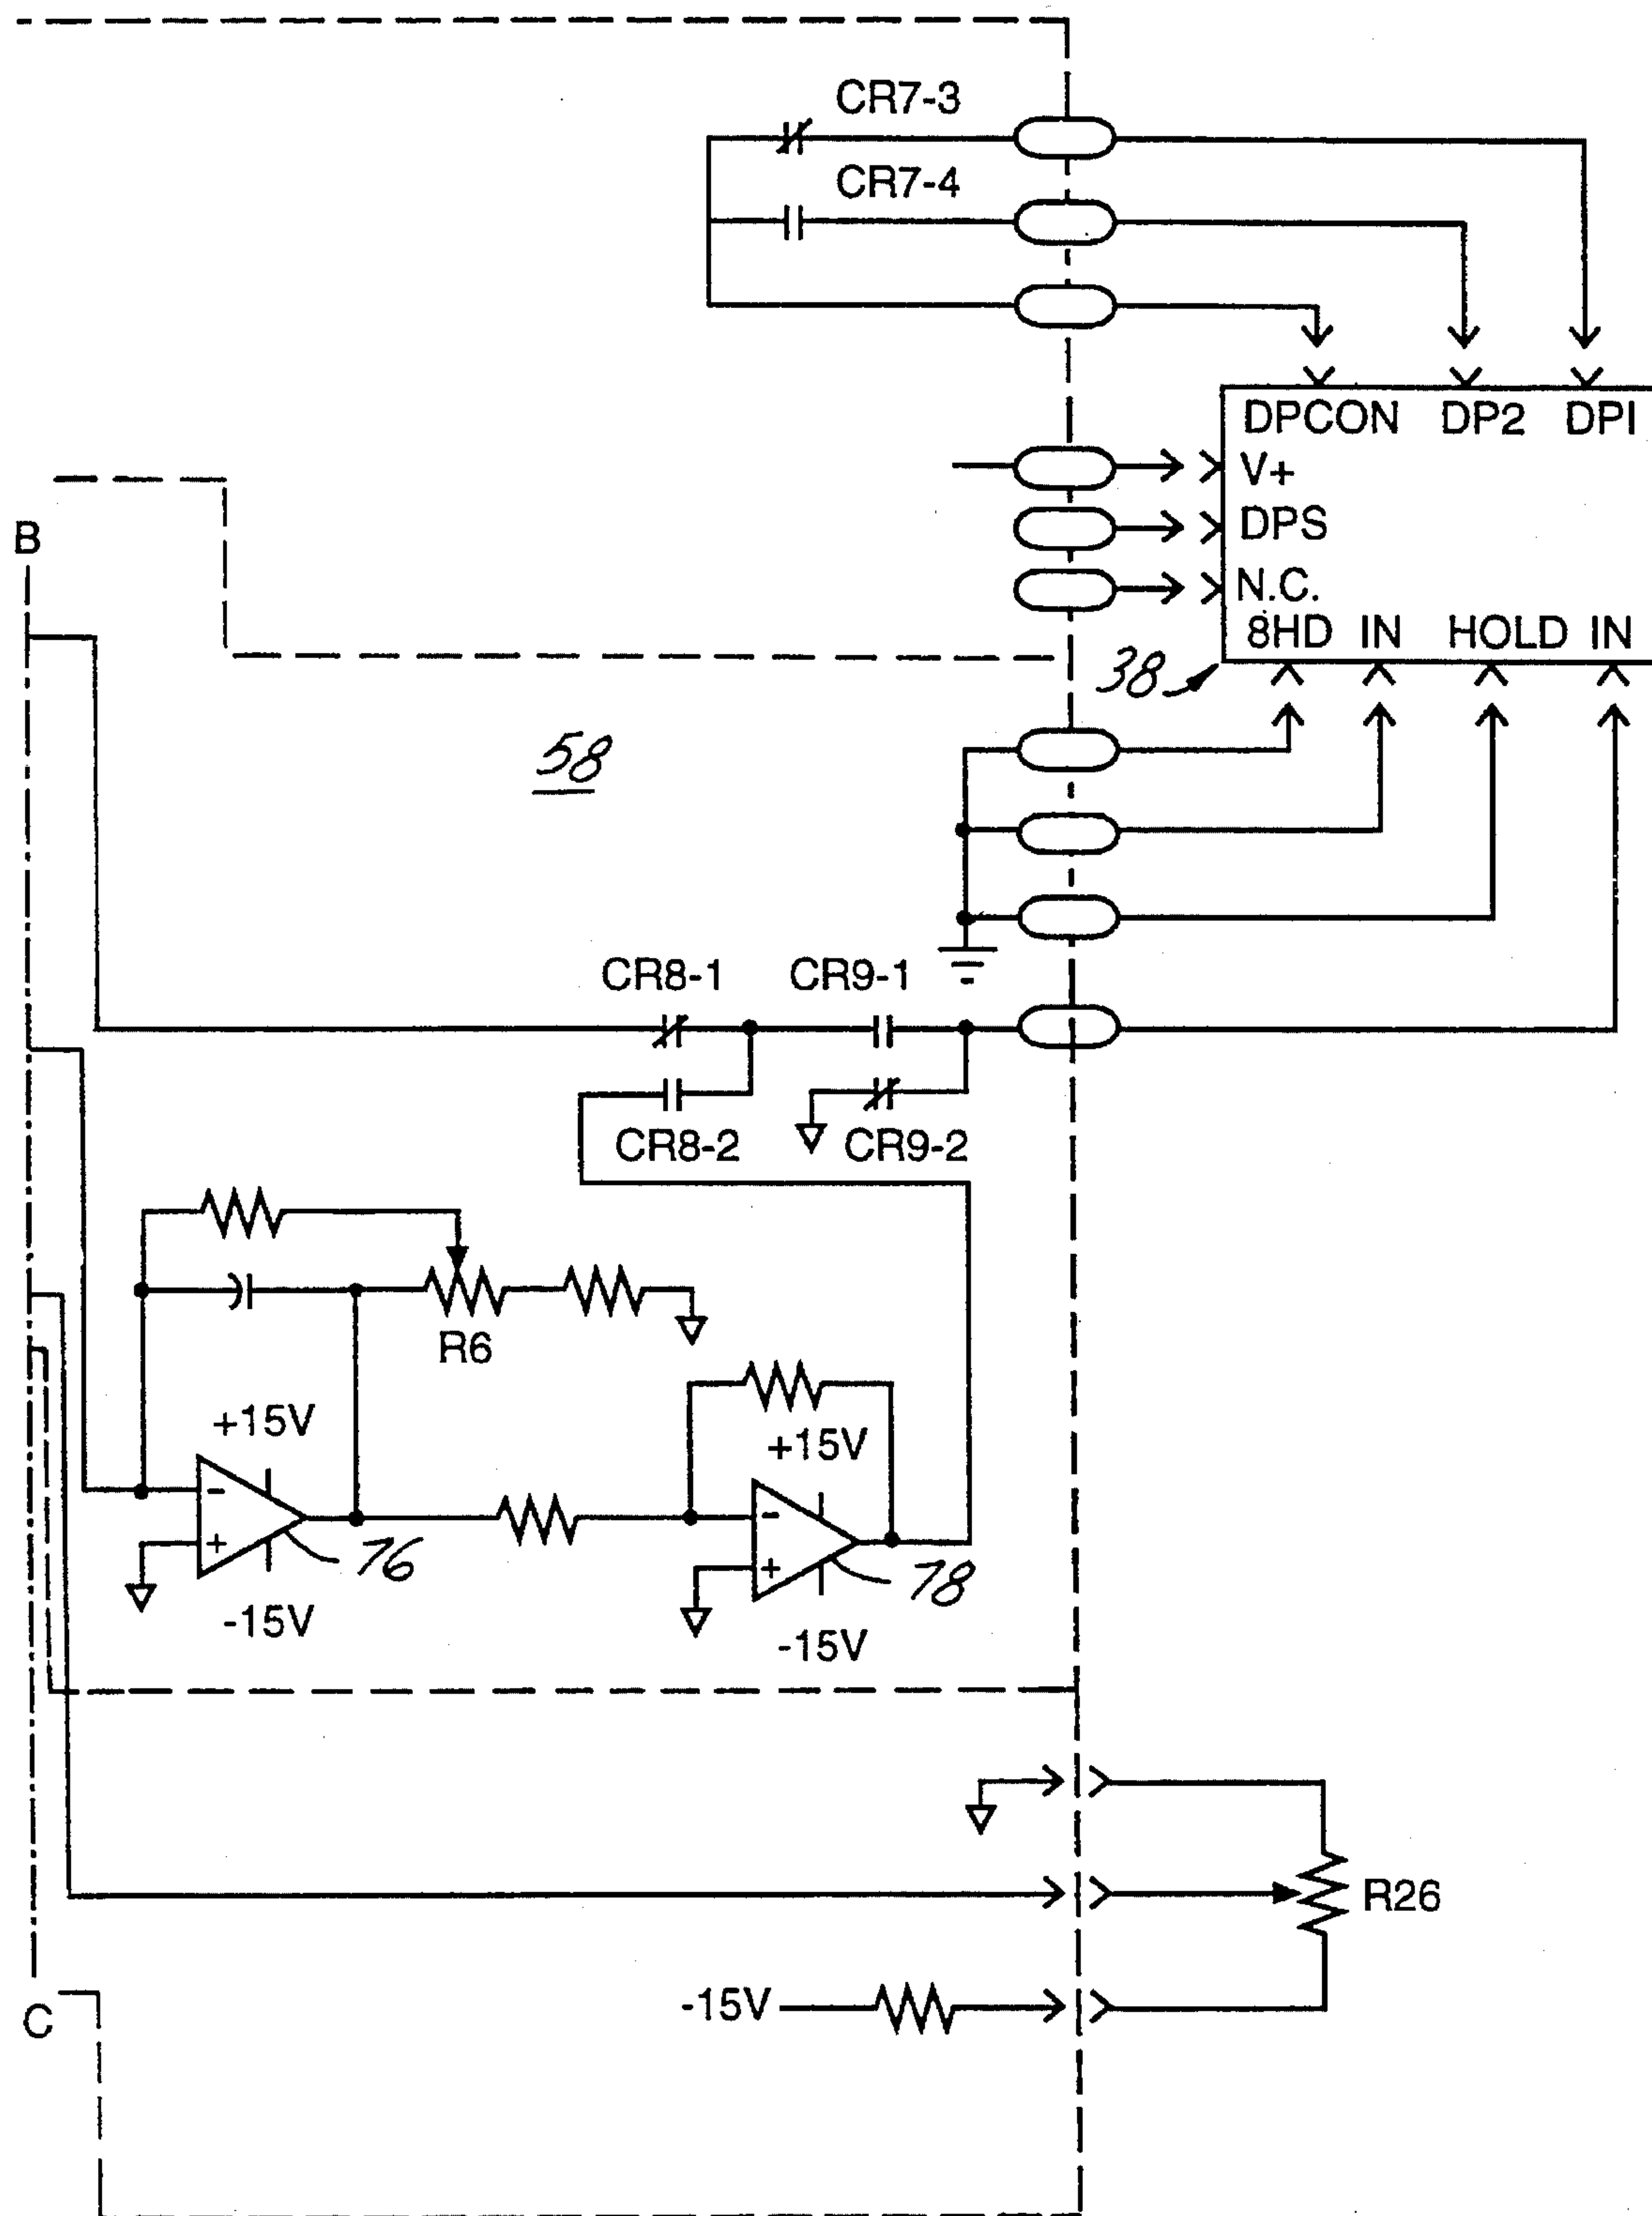 CR7-3
CR7-4
DPCON DP2 DPI
V+
DPS
N.C.
8HD IN HOLD IN
B
38
58
CR8-1 CR9-1
CR8-2 CR9-2
R6
+15V
+15V
-
+
-
+
76
78
-15V
-15V
R26
-15V
C